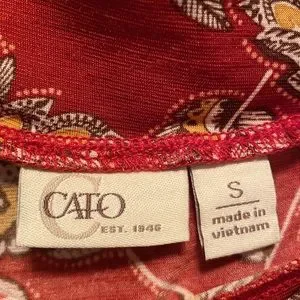 CATO
EST. 1946
S
made in
vietnam